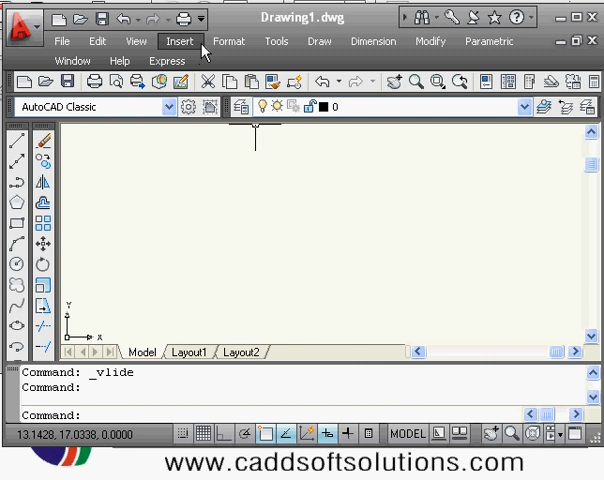 Drawing1.dwg
File Edit View Insert Format Tools Draw Dimension Modify Parametric
Window Help Express
AutoCAD Classic
0
Y
X
Model Layout1 Layout2
Command: _vlide
Command:
Command:
13.1428, 17.0338, 0.0000 MODEL
www.caddsoftsolutions.com